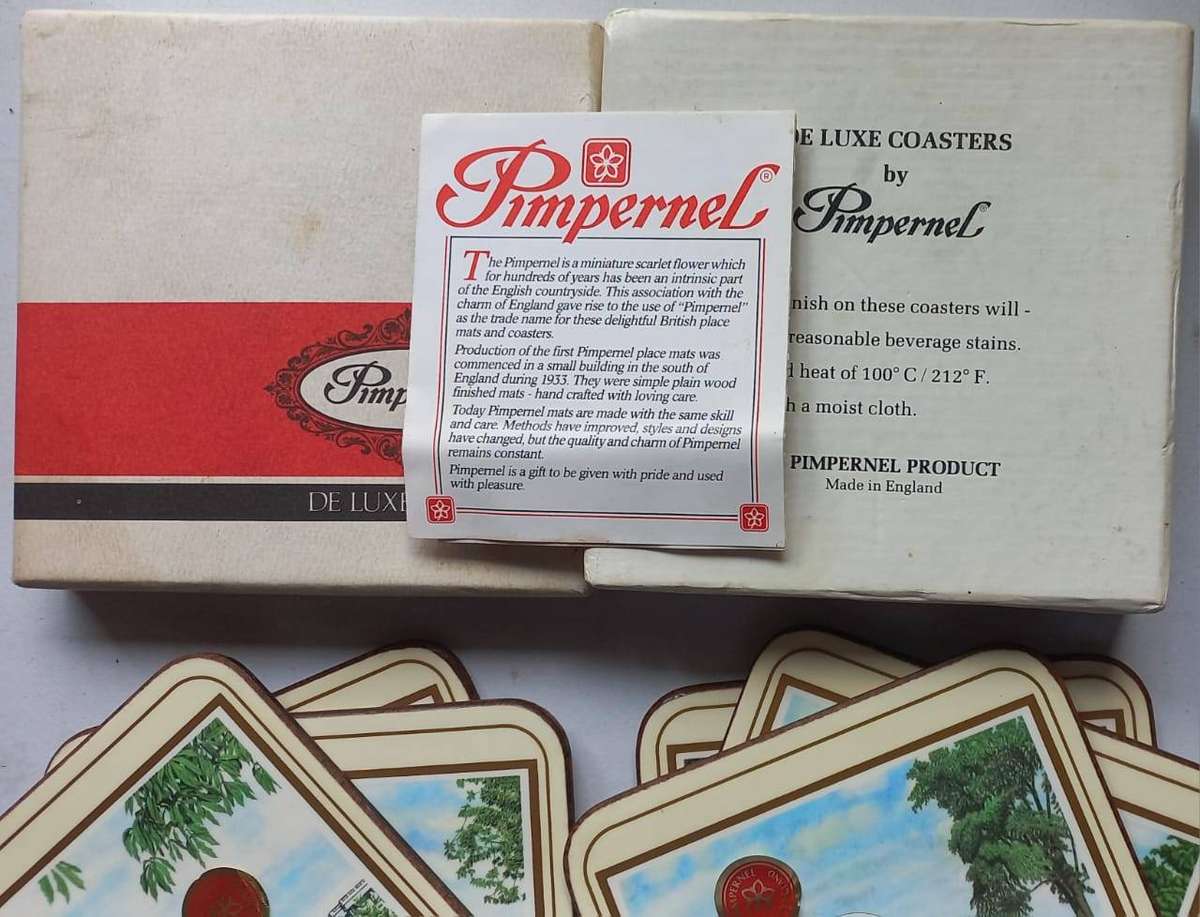 Pimpernel®
The Pimpernel is a miniature scarlet flower which
for hundreds of years has been an intrinsic part
of the English countryside. This association with the
charm of England gave rise to the use of "Pimpernel"
as the trade name for these delightful British place
mats and coasters.
Production of the first Pimpernel place mats was
commenced in a small building in the south of
England during 1933. They were simple plain wood
finished mats - hand crafted with loving care.
Today Pimpernel mats are made with the same skill
and care. Methods have improved, styles and designs
have changed, but the quality and charm of Pimpernel
remains constant.
Pimpernel is a gift to be given with pride and used
with pleasure.
Pimp
DE LUXE
E LUXE COASTERS
by
Pimpernel®
nish on these coasters will -
reasonable beverage stains.
heat of 100° C / 212° F.
h a moist cloth.
PIMPERNEL PRODUCT
Made in England